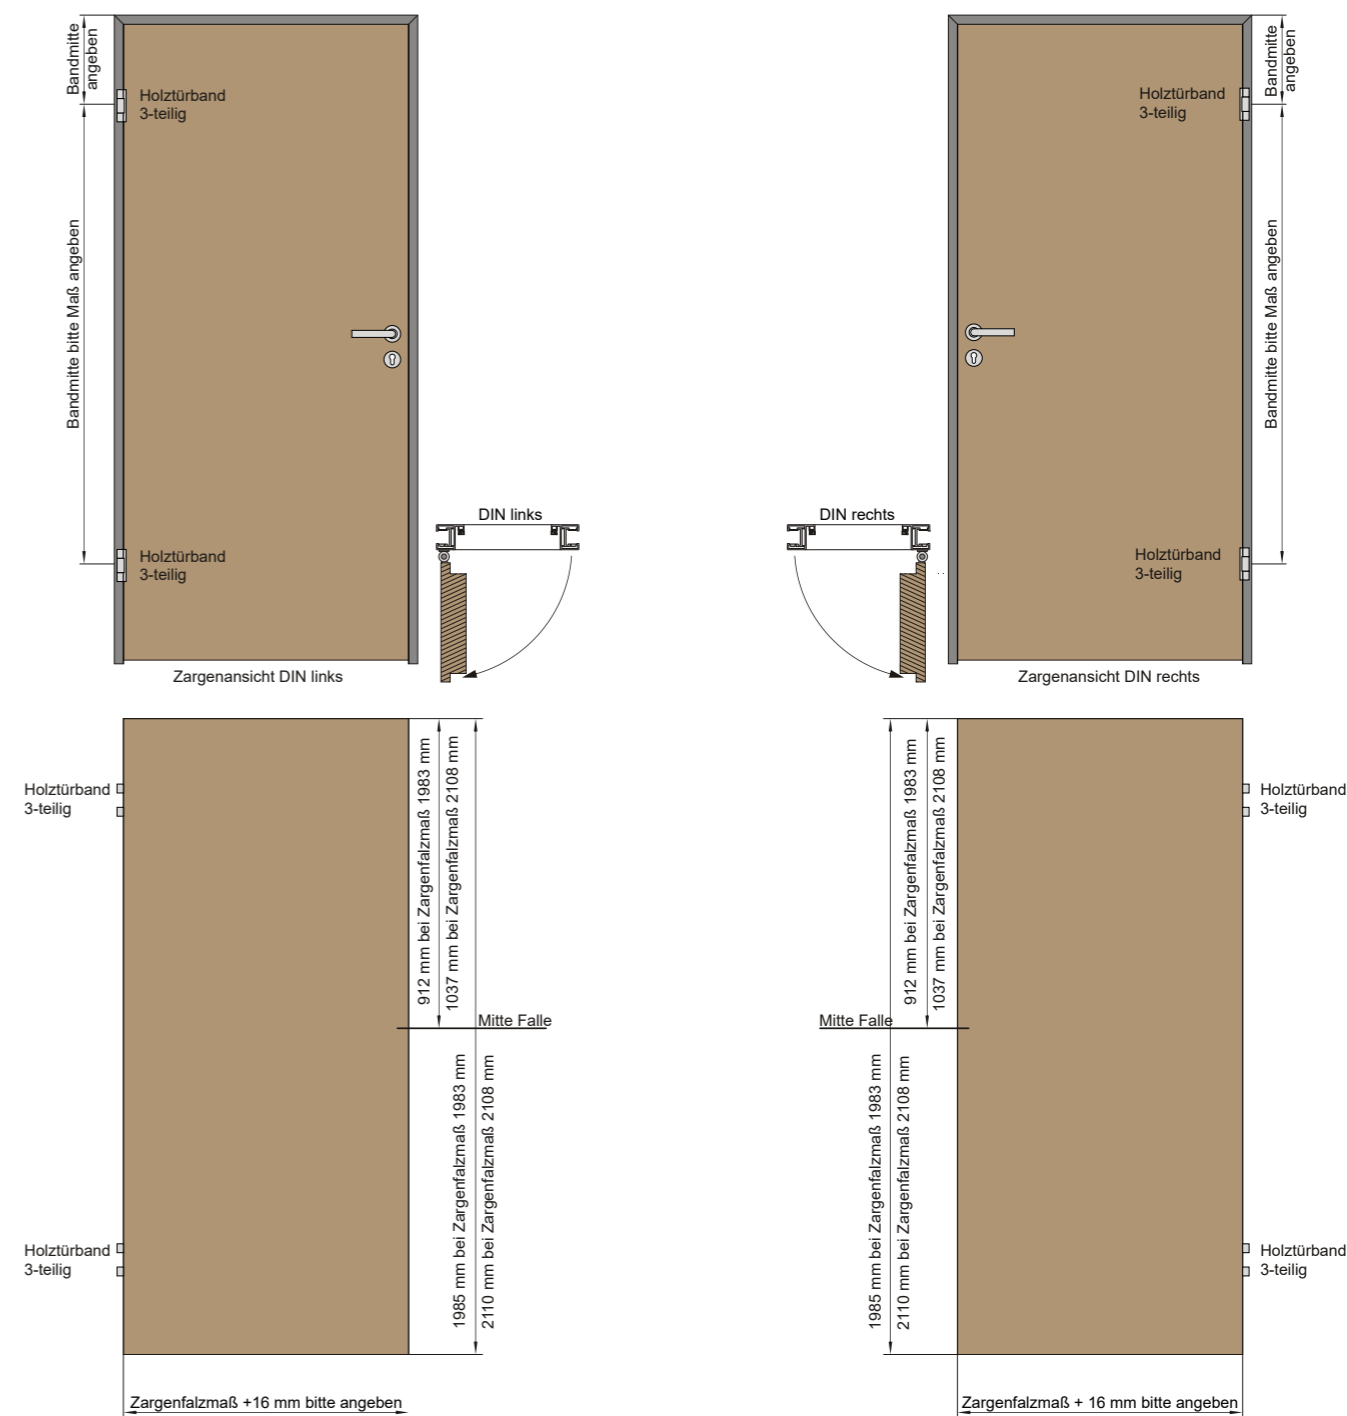 Bandmitte
angeben
Holztürband
3-teilig
Bandmitte bitte Maß angeben
Holztürband
3-teilig
Zargenansicht DIN links
DIN links
DIN rechts
Bandmitte
angeben
Holztürband
3-teilig
Bandmitte bitte Maß angeben
Holztürband
3-teilig
Zargenansicht DIN rechts
Holztürband
3-teilig
912 mm bei Zargenfalzmaß 1983 mm
1037 mm bei Zargenfalzmaß 2108 mm
Mitte Falle
1985 mm bei Zargenfalzmaß 1983 mm
2110 mm bei Zargenfalzmaß 2108 mm
Holztürband
3-teilig
Zargenfalzmaß +16 mm bitte angeben
912 mm bei Zargenfalzmaß 1983 mm
1037 mm bei Zargenfalzmaß 2108 mm
Holztürband
3-teilig
Mitte Falle
1985 mm bei Zargenfalzmaß 1983 mm
2110 mm bei Zargenfalzmaß 2108 mm
Holztürband
3-teilig
Zargenfalzmaß + 16 mm bitte angeben